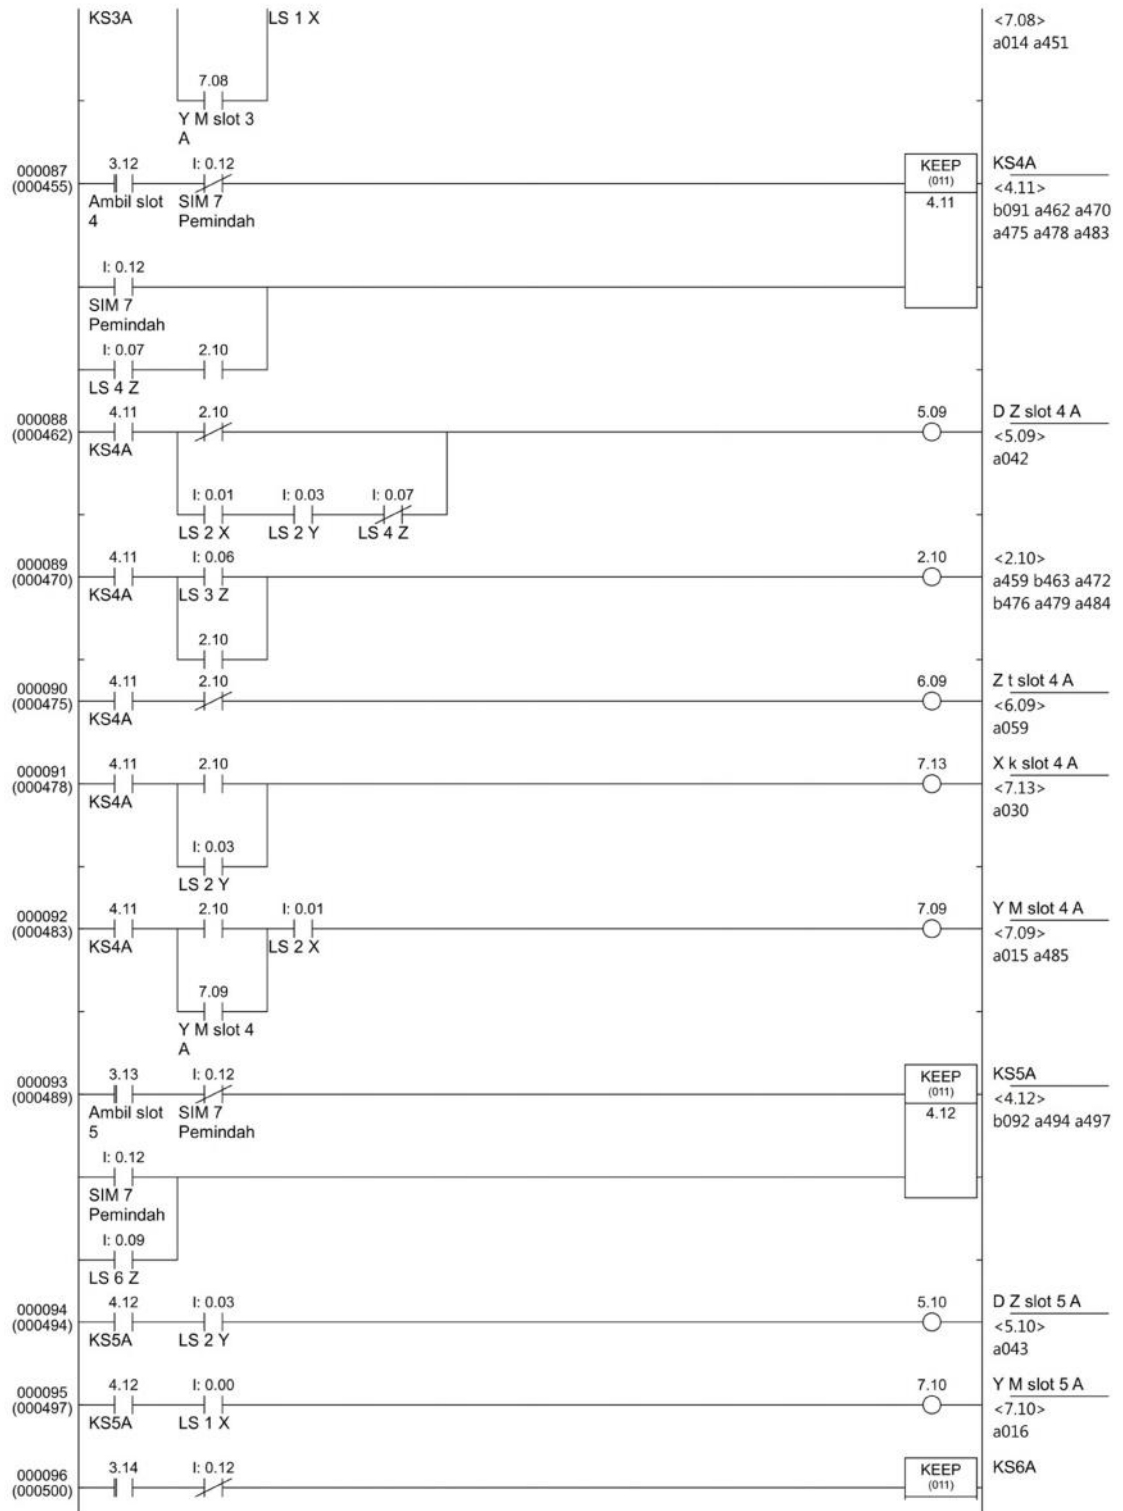 KS3A LS 1 X <7.08>
a014 a451
7.08
Y M slot 3
A
000087 3.12 I: 0.12 KEEP KS4A
(000455) (011) <4.11>
Ambil slot SIM 7 4.11 b091 a462 a470
4 Pemindah a475 a478 a483
I: 0.12
SIM 7
Pemindah
I: 0.07 2.10
LS 4 Z
000088 4.11 2.10 5.09 D Z slot 4 A
(000462) <5.09>
KS4A a042
I: 0.01 I: 0.03 I: 0.07
LS 2 X LS 2 Y LS 4 Z
000089 4.11 I: 0.06 2.10 <2.10>
(000470) a459 b463 a472
KS4A LS 3 Z b476 a479 a484
2.10
000090 4.11 2.10 6.09 Z t slot 4 A
(000475) <6.09>
KS4A a059
000091 4.11 2.10 7.13 X k slot 4 A
(000478) <7.13>
KS4A a030
I: 0.03
LS 2 Y
000092 4.11 2.10 I: 0.01 7.09 Y M slot 4 A
(000483) <7.09>
KS4A LS 2 X a015 a485
7.09
Y M slot 4
A
000093 3.13 I: 0.12 KEEP KS5A
(000489) (011) <4.12>
Ambil slot SIM 7 4.12 b092 a494 a497
5 Pemindah
I: 0.12
SIM 7
Pemindah
I: 0.09
LS 6 Z
000094 4.12 I: 0.03 5.10 D Z slot 5 A
(000494) <5.10>
KS5A LS 2 Y a043
000095 4.12 I: 0.00 7.10 Y M slot 5 A
(000497) <7.10>
KS5A LS 1 X a016
000096 3.14 I: 0.12 KEEP KS6A
(000500) (011)